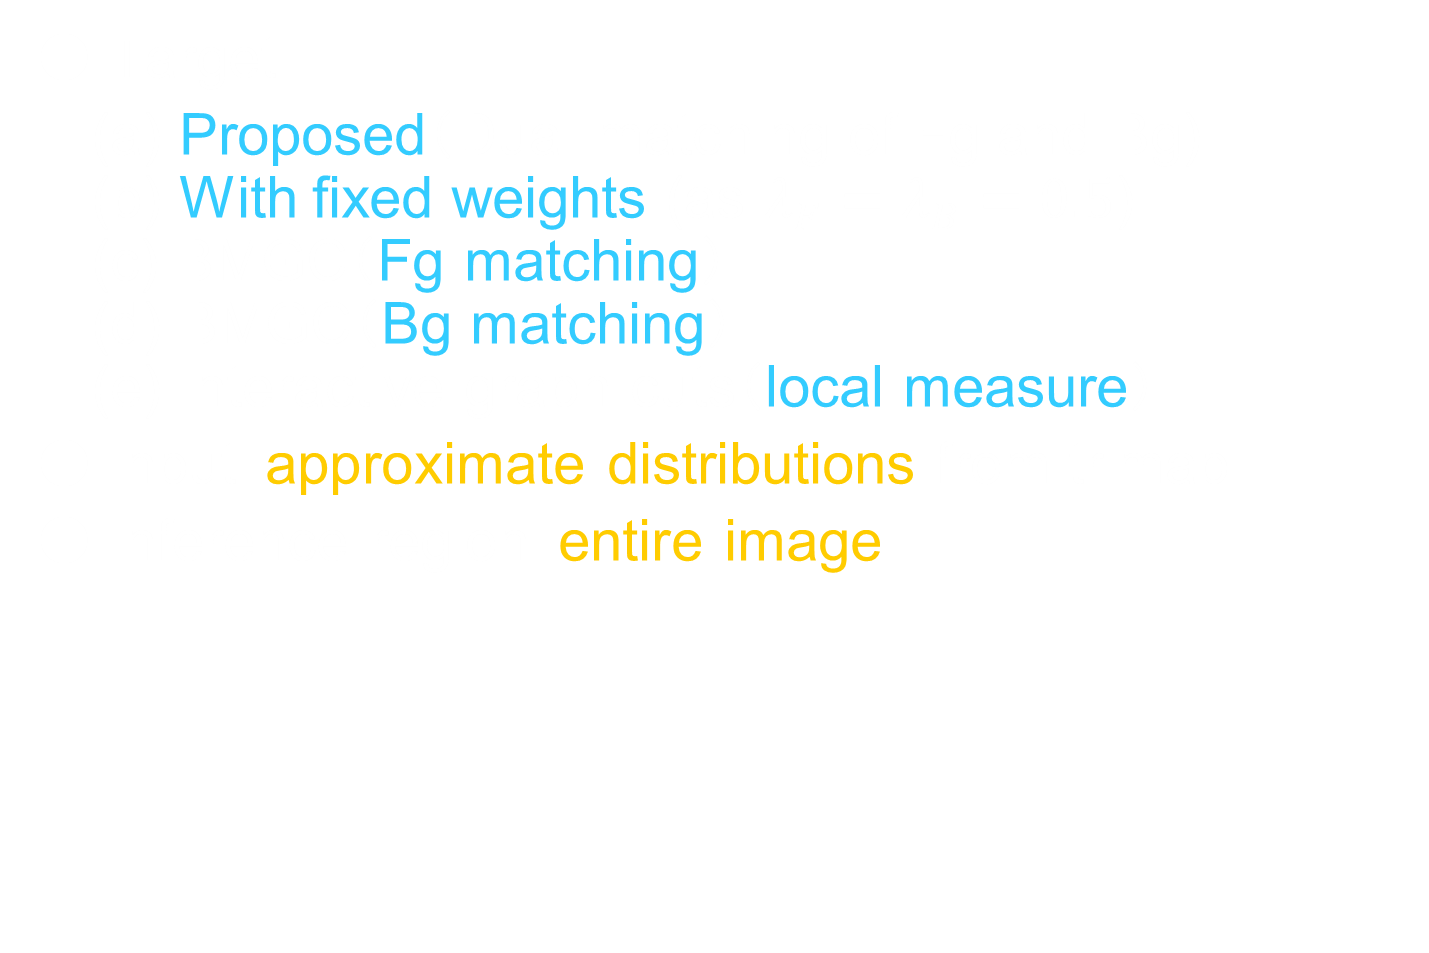 Proposed
With fixed weights
Fg matching
Bg matching
local measure
approximate distributions
entire image